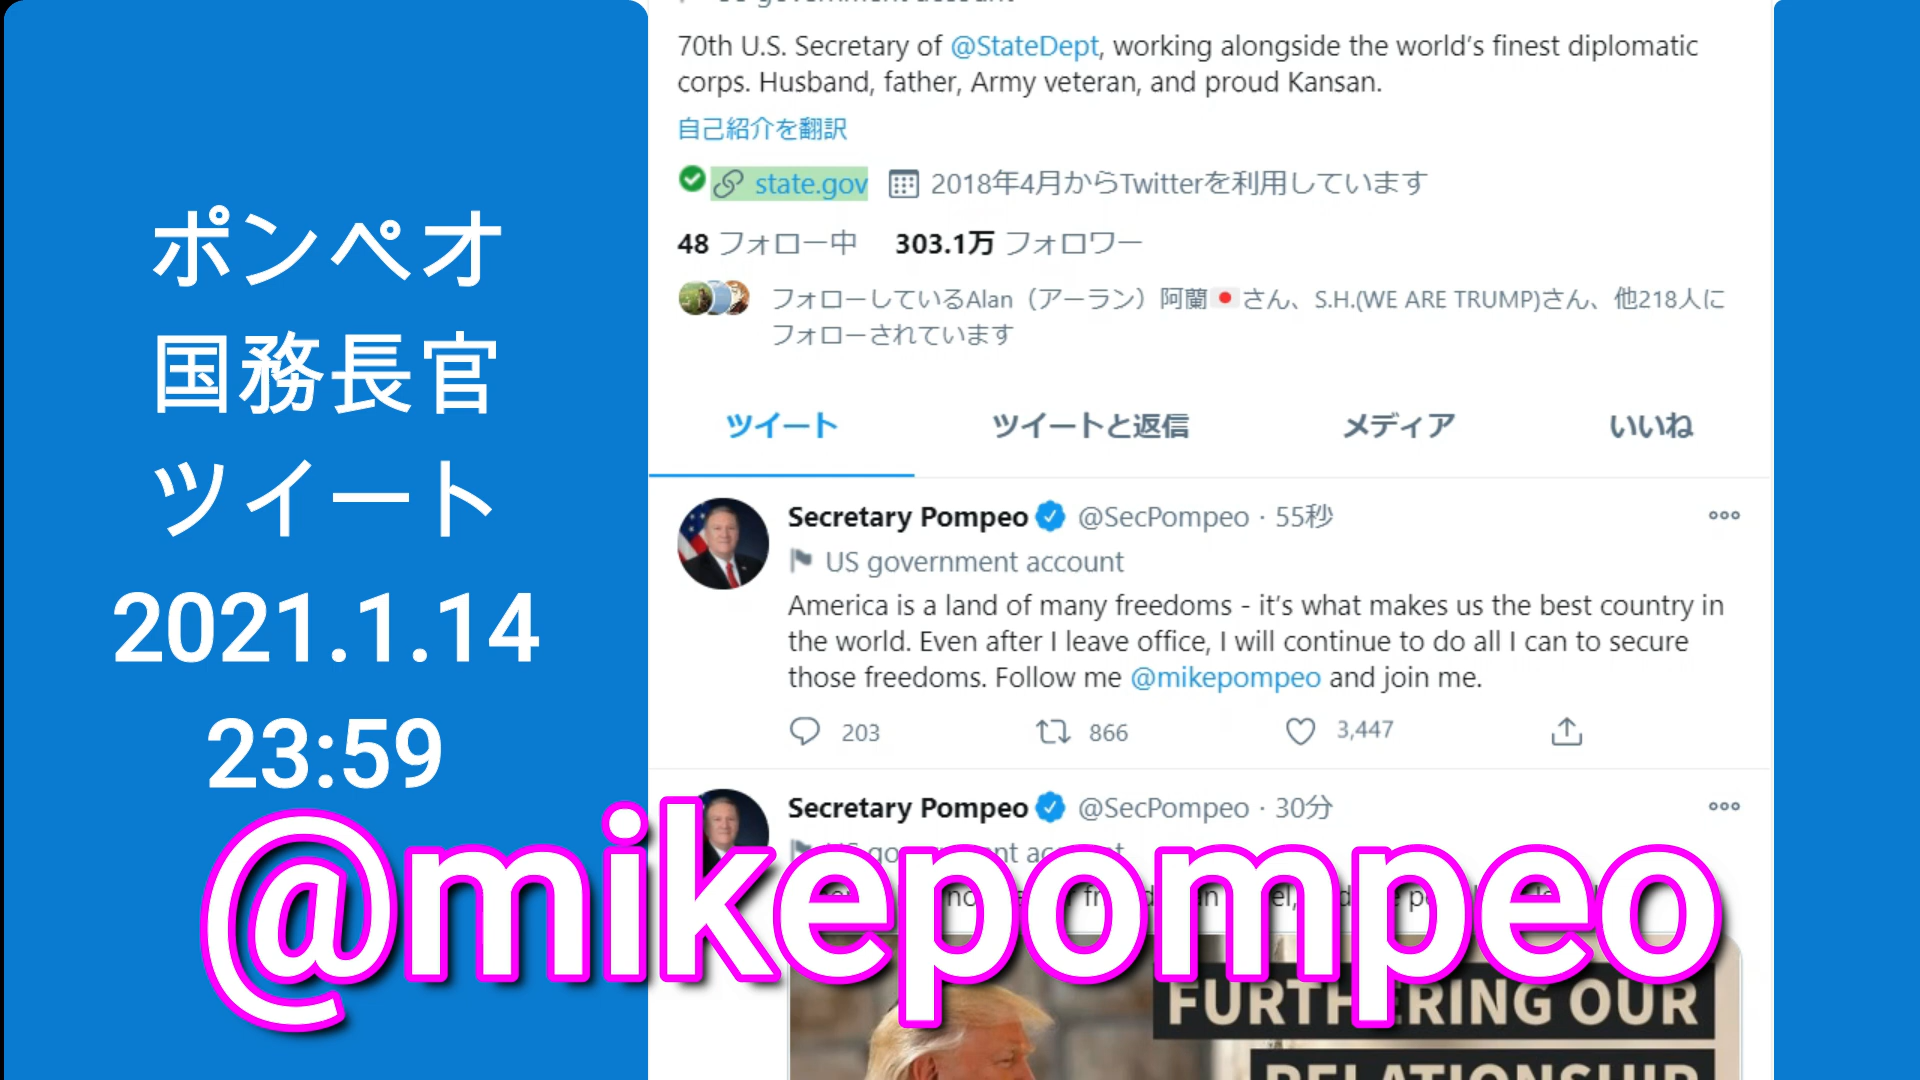 ポンペオ
国務長官
ツイート
2021.1.14
23:59
70th U.S. Secretary of @StateDept, working alongside the world's finest diplomatic
corps. Husband, father, Army veteran, and proud Kansan.
自己紹介を翻訳
state.gov 2018年4月からTwitterを利用しています
48 フォロー中 303.1万 フォロワー
フォローしているAlan（アーラン）阿蘭🇯🇵さん、S.H.(WE ARE TRUMP)さん、他218人に
フォローされています
ツイート ツイートと返信 メディア いいね
Secretary Pompeo @SecPompeo · 55秒
US government account
America is a land of many freedoms - it's what makes us the best country in
the world. Even after I leave office, I will continue to do all I can to secure
those freedoms. Follow me @mikepompeo and join me.
203 866 3,447
Secretary Pompeo @SecPompeo · 30分
@mikepompeo
FURTHERING OUR
RELATIONSHIP